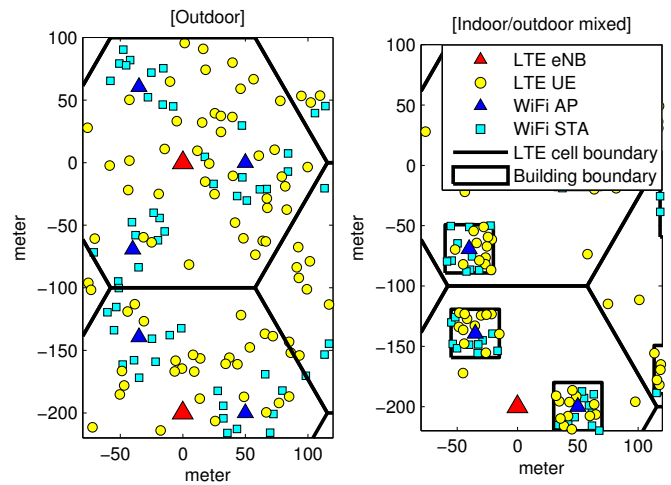 [Outdoor]
100
50
0
−50
−100
−150
−200
meter
−50
0
50
100
meter
[Indoor/outdoor mixed]
LTE eNB
LTE UE
WiFi AP
WiFi STA
LTE cell boundary
Building boundary
100
50
0
−50
−100
−150
−200
meter
−50
0
50
100
meter